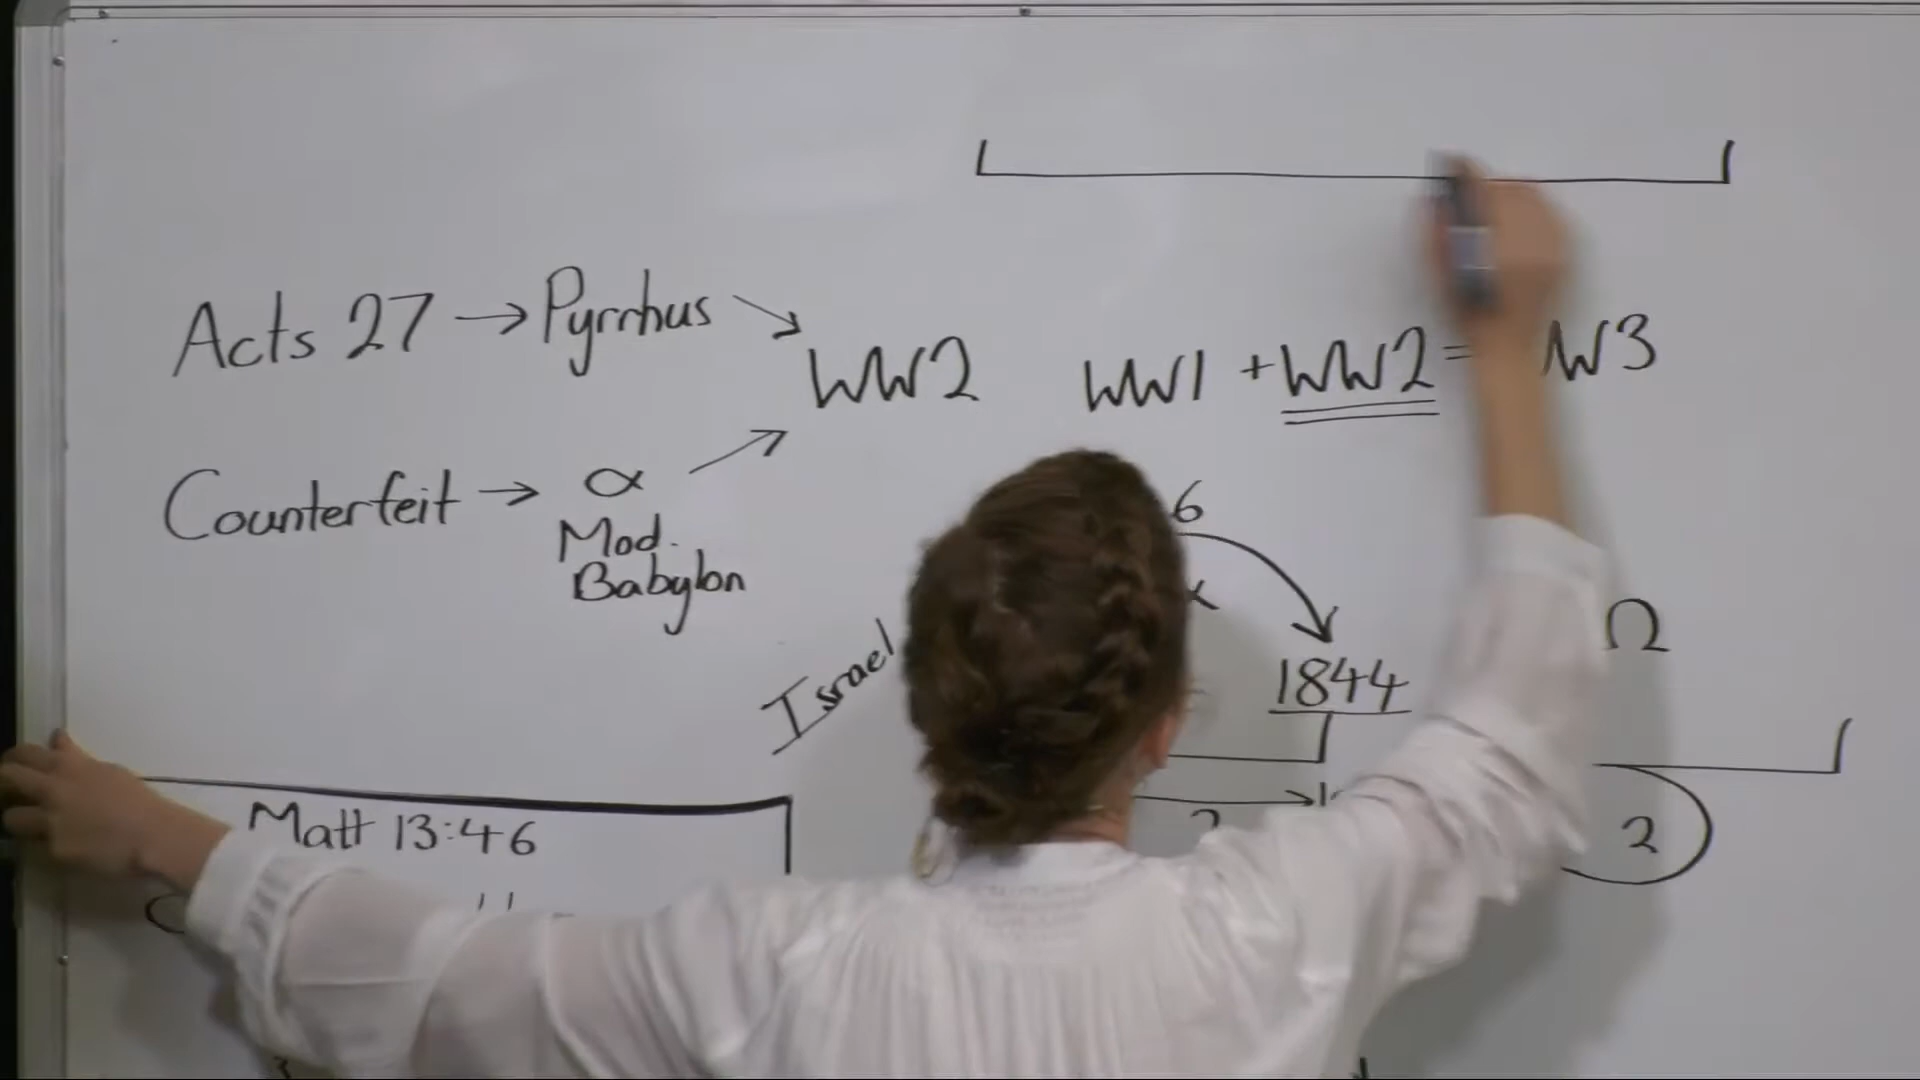 Acts 27 → Pyrrhus
WW2
WW1 + WW2 = W3
Counterfeit → α
Mod.
Babylon
6
Israel
Ω
1844
2
Matt 13:46